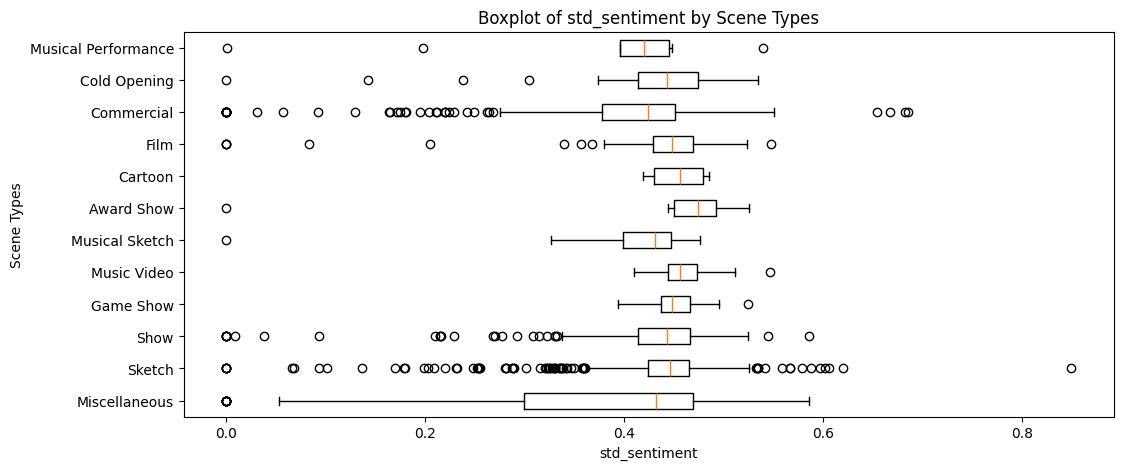 Boxplot of std_sentiment by Scene Types
Musical Performance
Cold Opening
Commercial
Film
Cartoon
Award Show
Musical Sketch
Music Video
Game Show
Show
Sketch
Miscellaneous
Scene Types
0.0 0.2 0.4 0.6 0.8
std_sentiment